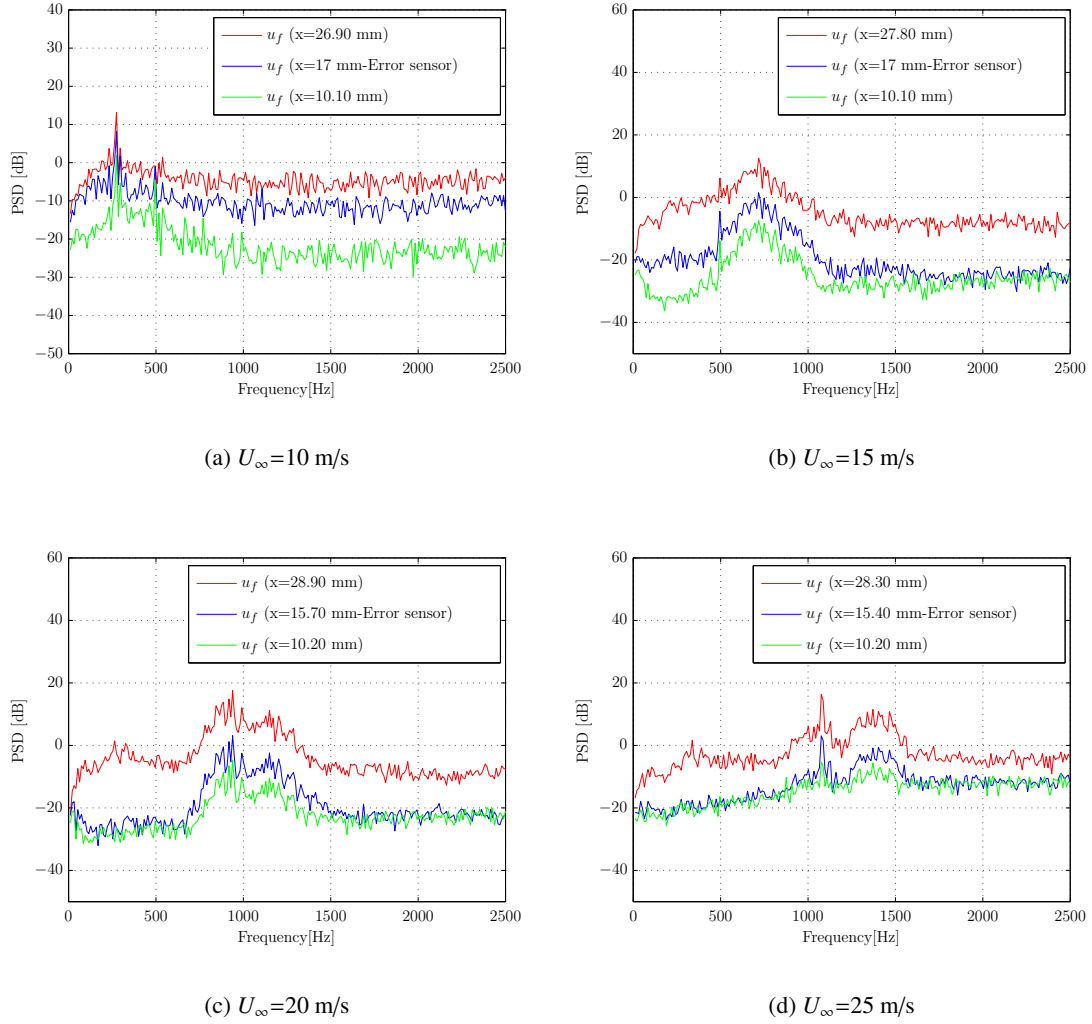 40
30
20
10
0
−10
−20
−30
−40
−50
PSD [dB]
0 500 1000 1500 2000 2500
Frequency[Hz]
u_f (x=26.90 mm)
u_f (x=17 mm-Error sensor)
u_f (x=10.10 mm)
(a) U∞=10 m/s
60
40
20
0
−20
−40
PSD [dB]
0 500 1000 1500 2000 2500
Frequency[Hz]
u_f (x=27.80 mm)
u_f (x=17 mm-Error sensor)
u_f (x=10.10 mm)
(b) U∞=15 m/s
60
40
20
0
−20
−40
PSD [dB]
0 500 1000 1500 2000 2500
Frequency[Hz]
u_f (x=28.90 mm)
u_f (x=15.70 mm-Error sensor)
u_f (x=10.20 mm)
(c) U∞=20 m/s
60
40
20
0
−20
−40
PSD [dB]
0 500 1000 1500 2000 2500
Frequency[Hz]
u_f (x=28.30 mm)
u_f (x=15.40 mm-Error sensor)
u_f (x=10.20 mm)
(d) U∞=25 m/s